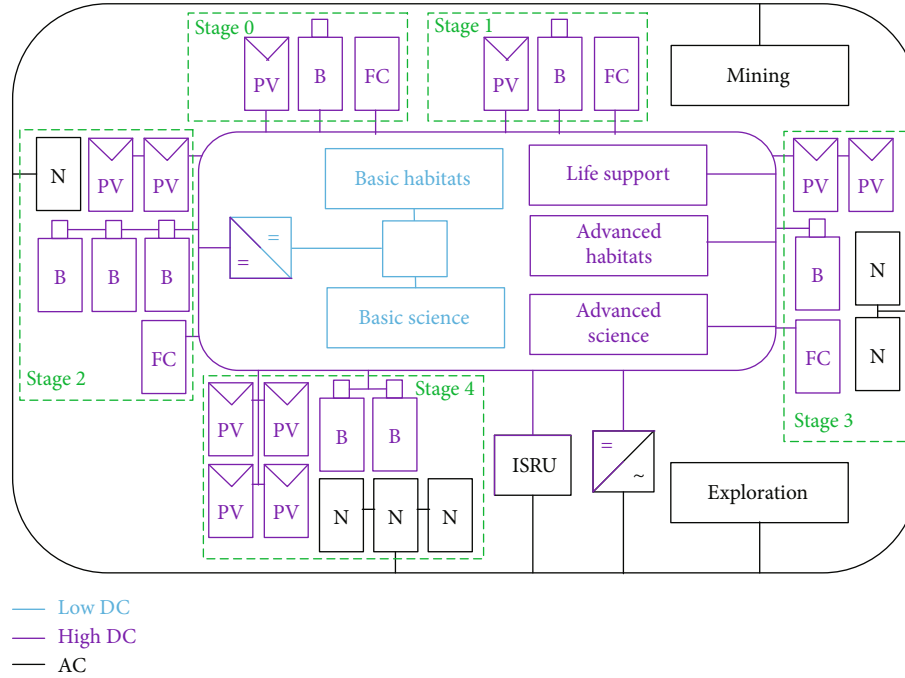 Stage 0
PV
B
FC
Stage 1
PV
B
FC
Mining
N
PV
PV
B
B
B
FC
Stage 2
=
=
Basic habitats
Basic science
Life support
Advanced
habitats
Advanced
science
PV
PV
B
N
FC
N
Stage 3
Stage 4
PV
PV
B
B
PV
PV
N
N
N
ISRU
=
~
Exploration
Low DC
High DC
AC